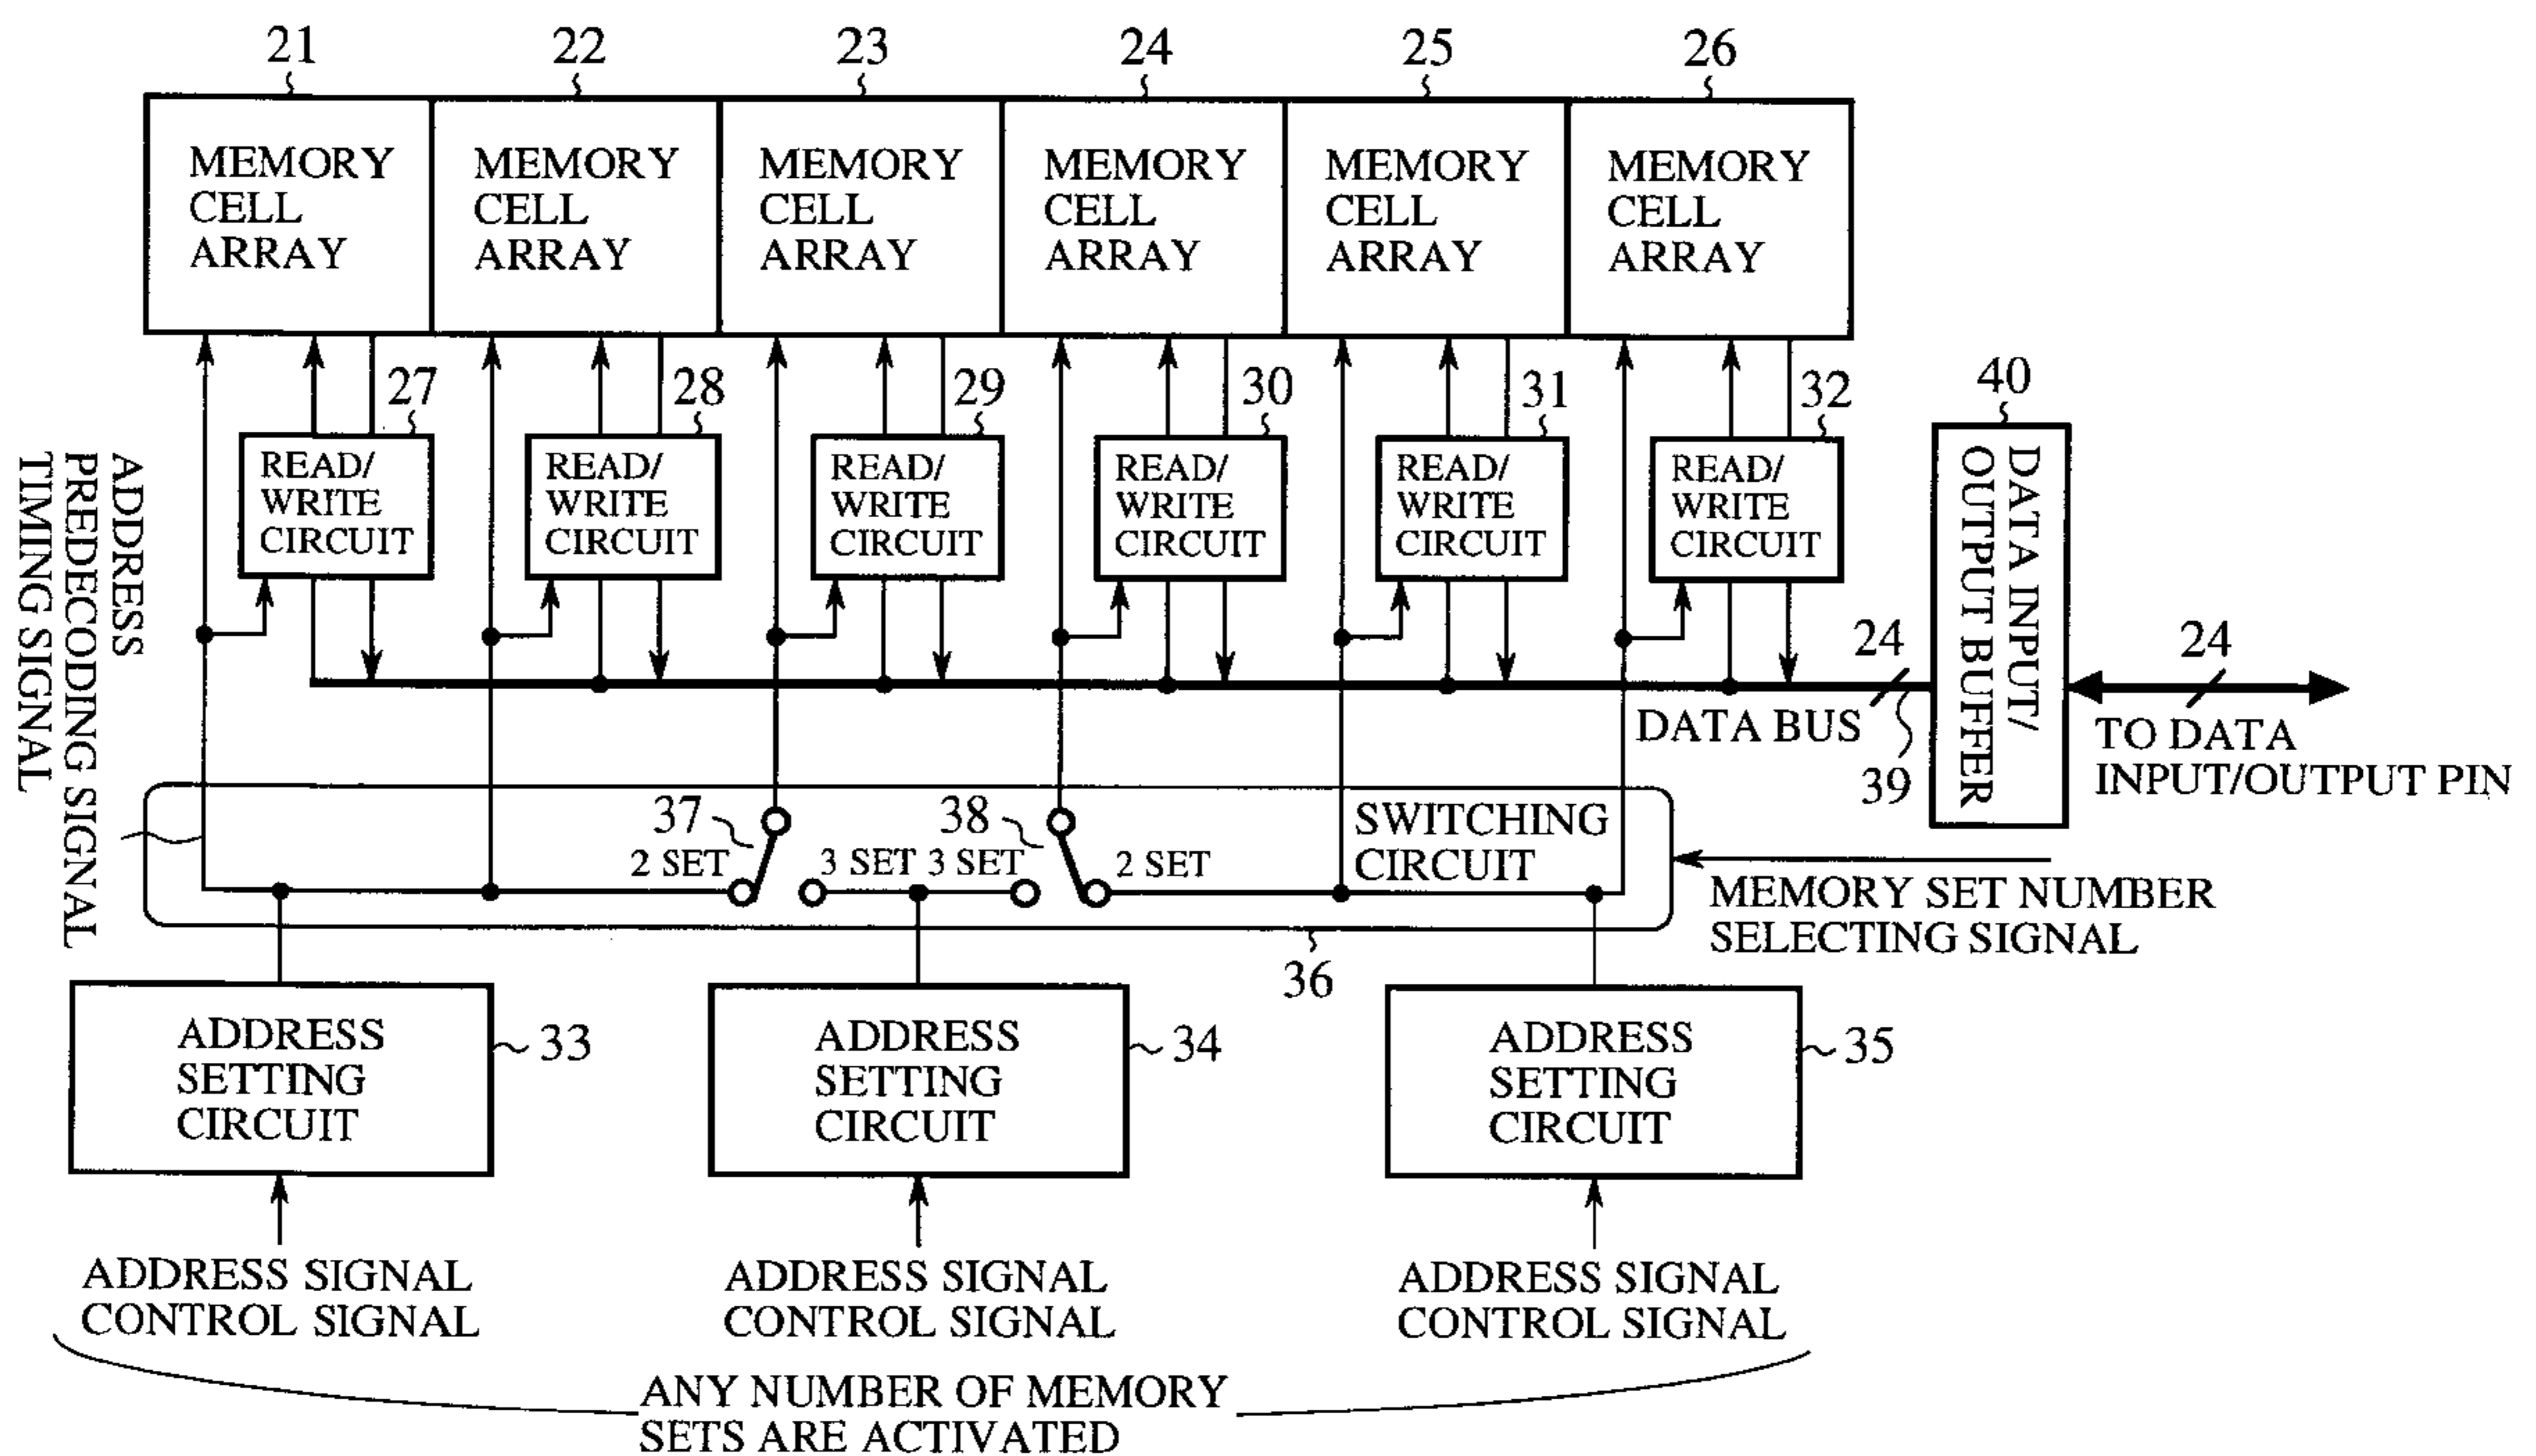 21
22
23
24
25
26
MEMORY
CELL
ARRAY
MEMORY
CELL
ARRAY
MEMORY
CELL
ARRAY
MEMORY
CELL
ARRAY
MEMORY
CELL
ARRAY
MEMORY
CELL
ARRAY
27
28
29
30
31
32
40
READ/
WRITE
CIRCUIT
READ/
WRITE
CIRCUIT
READ/
WRITE
CIRCUIT
READ/
WRITE
CIRCUIT
READ/
WRITE
CIRCUIT
READ/
WRITE
CIRCUIT
ADDRESS
PREDECODING SIGNAL
TIMING SIGNAL
DATA INPUT/
OUTPUT BUFFER
24
24
DATA BUS
39
TO DATA
INPUT/OUTPUT PIN
37
38
2 SET
3 SET
3 SET
2 SET
SWITCHING
CIRCUIT
MEMORY SET NUMBER
SELECTING SIGNAL
36
ADDRESS
SETTING
CIRCUIT
33
ADDRESS
SETTING
CIRCUIT
34
ADDRESS
SETTING
CIRCUIT
35
ADDRESS SIGNAL
CONTROL SIGNAL
ADDRESS SIGNAL
CONTROL SIGNAL
ADDRESS SIGNAL
CONTROL SIGNAL
ANY NUMBER OF MEMORY
SETS ARE ACTIVATED